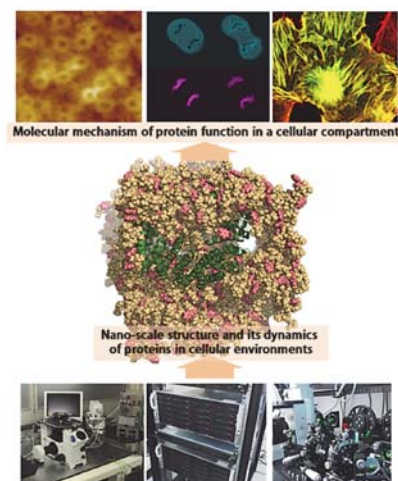 Molecular mechanism of protein function in a cellular compartment
Nano-scale structure and its dynamics
of proteins in cellular environments